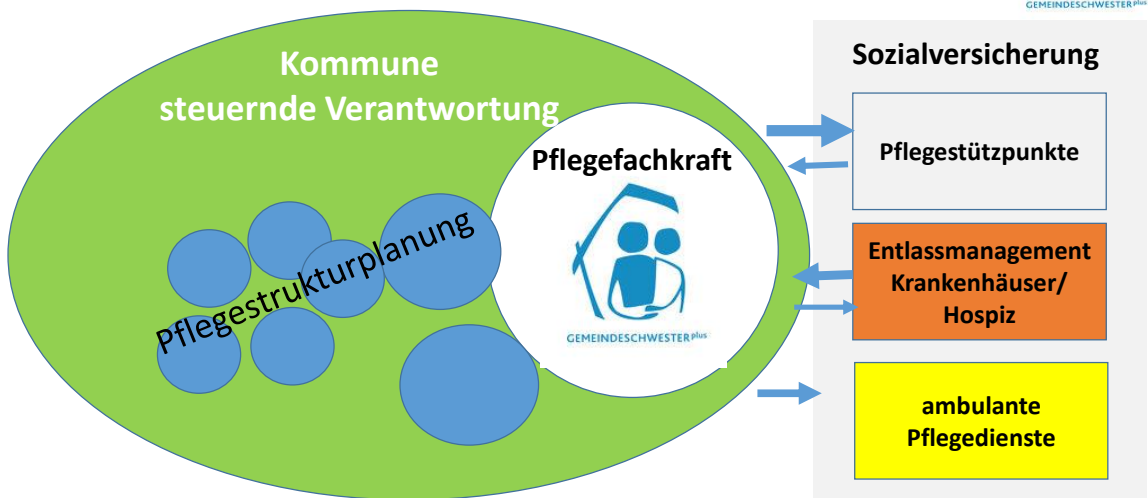 GEMEINDESCHWESTER plus
Kommune
steuernde Verantwortung
Pflegefachkraft
GEMEINDESCHWESTER plus
Pflegestrukturplanung
Sozialversicherung
Pflegestützpunkte
Entlassmanagement
Krankenhäuser/
Hospiz
ambulante
Pflegedienste